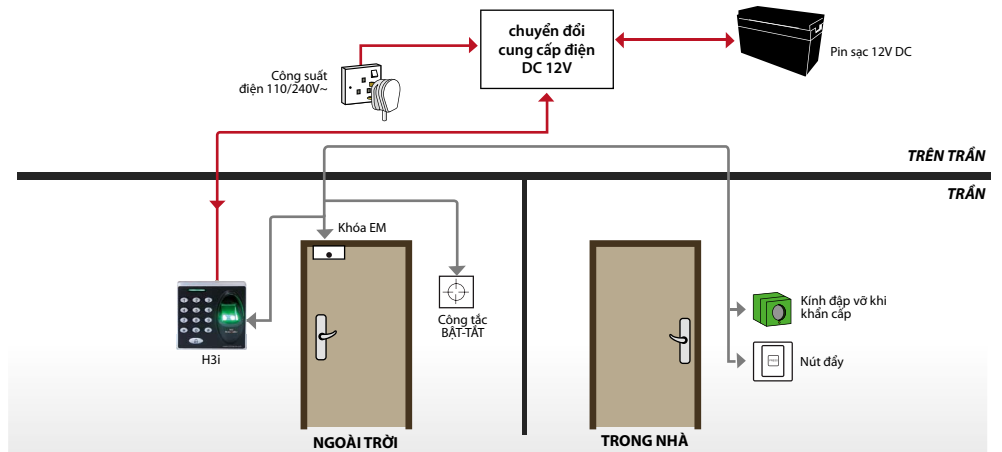 chuyển đổi
cung cấp điện
DC 12V
Pin sạc 12V DC
Công suất
điện 110/240V~
TRÊN TRẦN
TRẦN
Khóa EM
Công tắc
BẬT-TẮT
H3i
Kính đập vỡ khi
khẩn cấp
Nút đẩy
NGOÀI TRỜI
TRONG NHÀ